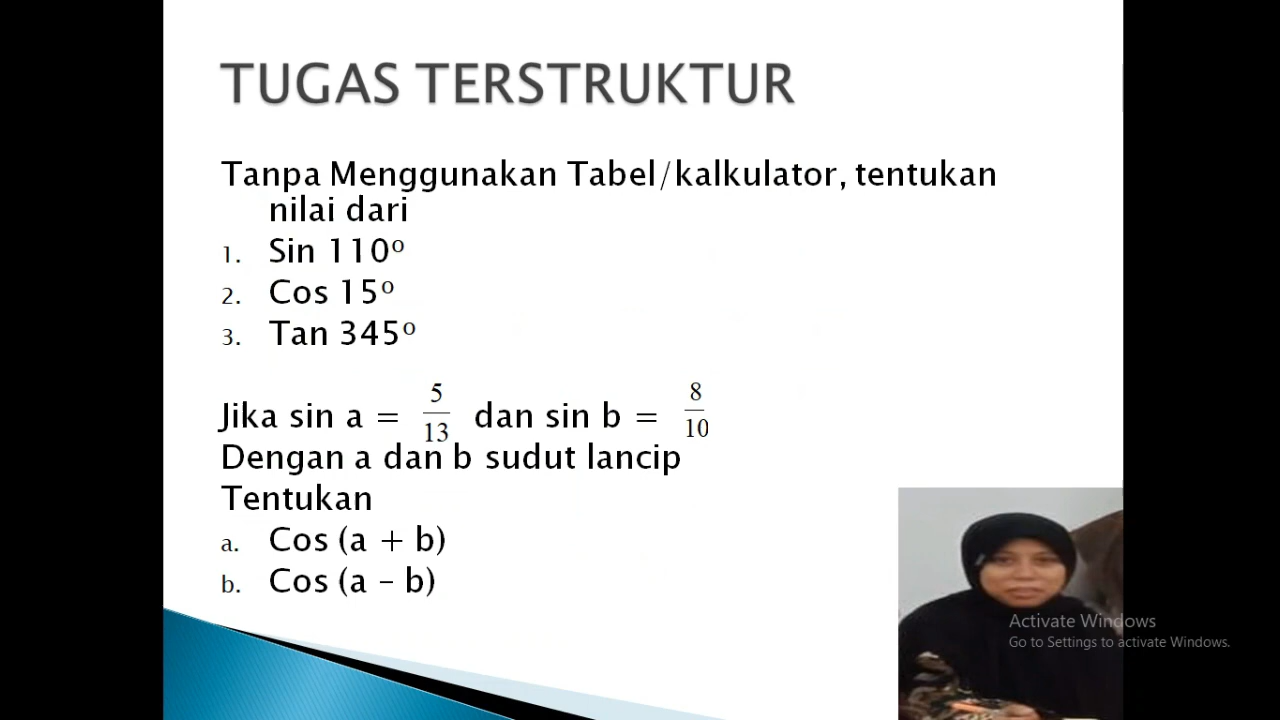 TUGAS TERSTRUKTUR
Tanpa Menggunakan Tabel/kalkulator, tentukan
nilai dari
1. Sin 110º
2. Cos 15º
3. Tan 345º
Jika sin a = 5/13 dan sin b = 8/10
Dengan a dan b sudut lancip
Tentukan
a. Cos (a + b)
b. Cos (a – b)
Activate Windows
Go to Settings to activate Windows.